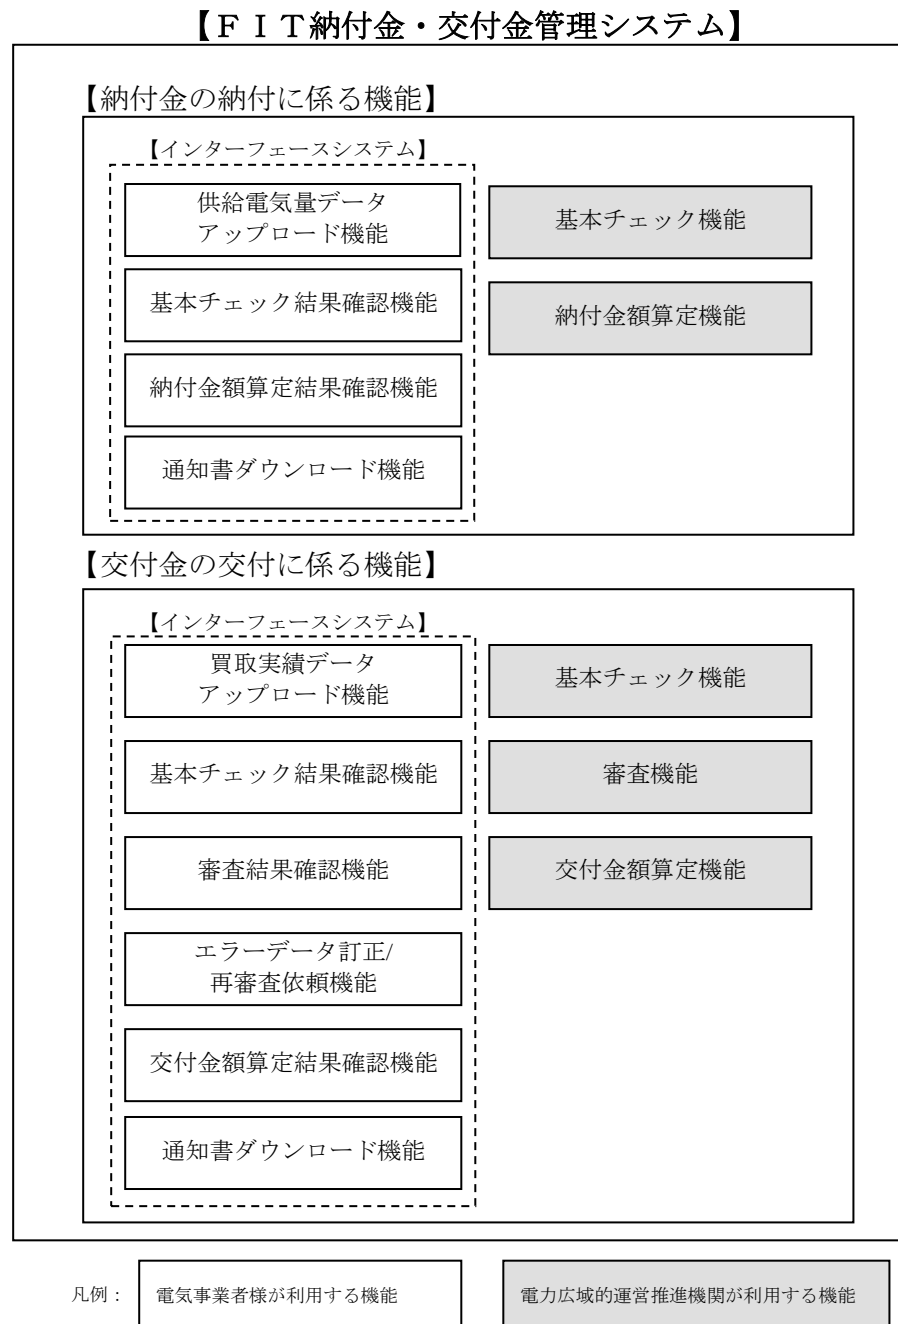 【ＦＩＴ納付金・交付金管理システム】
【納付金の納付に係る機能】
【インターフェースシステム】
供給電気量データ
アップロード機能
基本チェック機能
基本チェック結果確認機能
納付金額算定機能
納付金額算定結果確認機能
通知書ダウンロード機能
【交付金の交付に係る機能】
【インターフェースシステム】
買取実績データ
アップロード機能
基本チェック機能
基本チェック結果確認機能
審査機能
審査結果確認機能
交付金額算定機能
エラーデータ訂正/
再審査依頼機能
交付金額算定結果確認機能
通知書ダウンロード機能
凡例：
電気事業者様が利用する機能
電力広域的運営推進機関が利用する機能